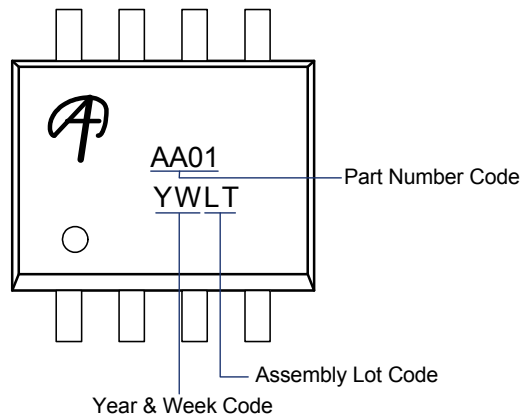 AA01
YWLT
Part Number Code
Assembly Lot Code
Year & Week Code